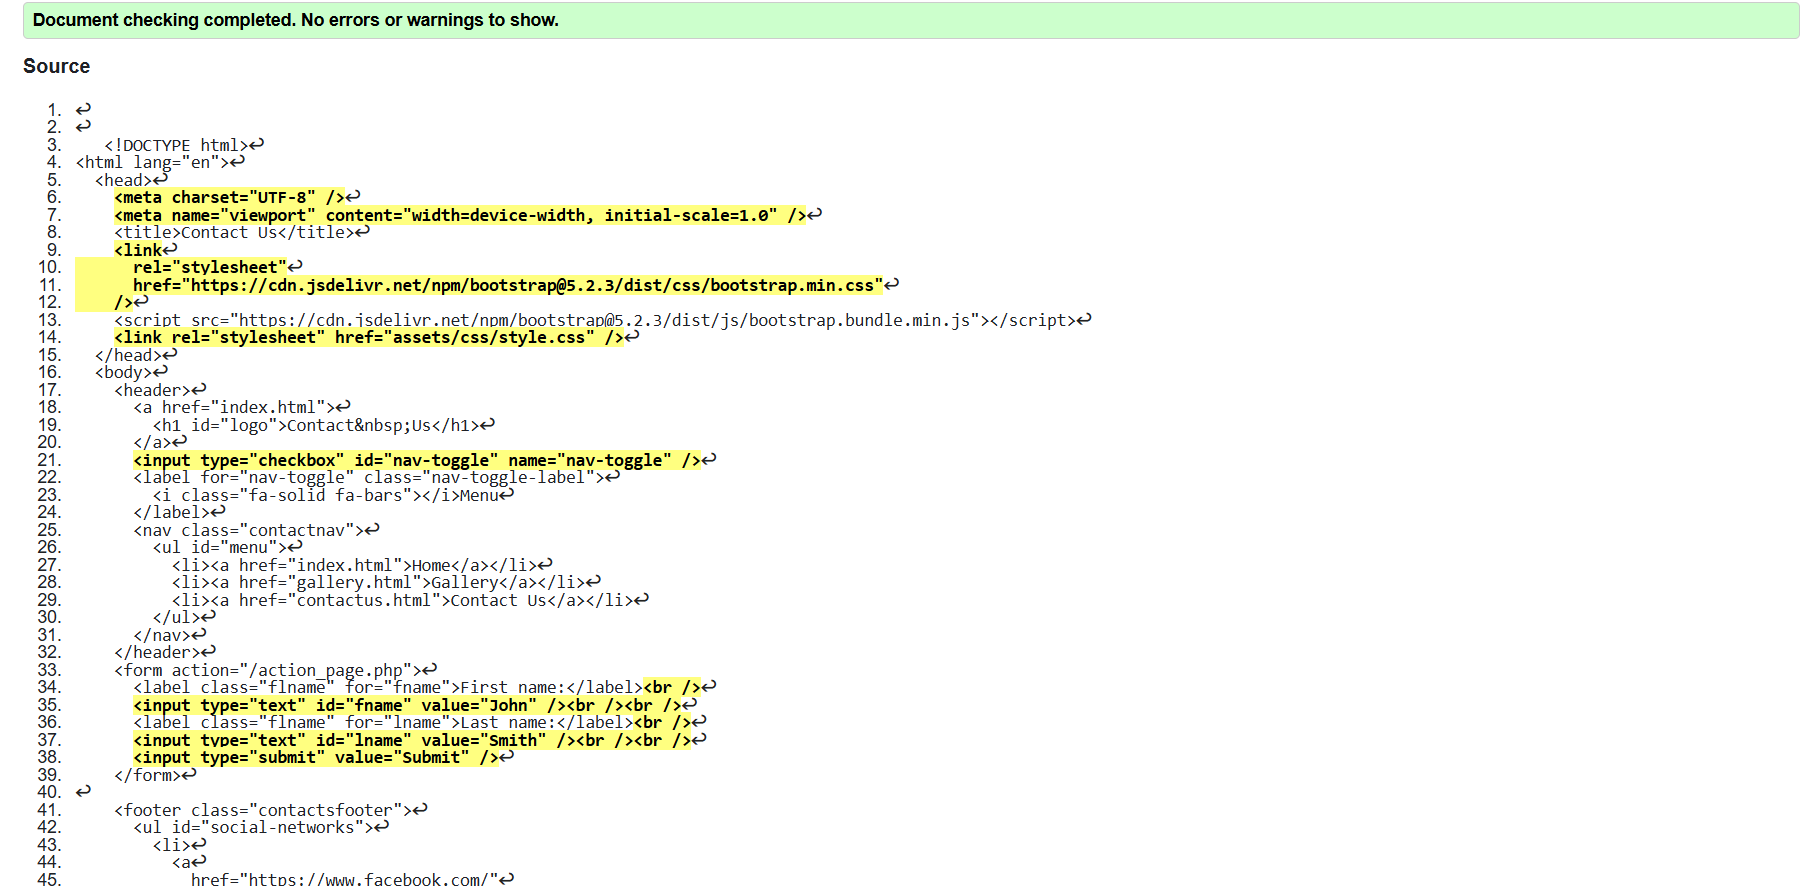 Document checking completed. No errors or warnings to show.
Source
1. ↩
2. ↩
3. <!DOCTYPE html>↩
4. <html lang="en">↩
5. <head>↩
6. <meta charset="UTF-8" />↩
7. <meta name="viewport" content="width=device-width, initial-scale=1.0" />↩
8. <title>Contact Us</title>↩
9. <link↩
10. rel="stylesheet"↩
11. href="https://cdn.jsdelivr.net/npm/bootstrap@5.2.3/dist/css/bootstrap.min.css"↩
12. />↩
13. <script src="https://cdn.jsdelivr.net/npm/bootstrap@5.2.3/dist/js/bootstrap.bundle.min.js"></script>↩
14. <link rel="stylesheet" href="assets/css/style.css" />↩
15. </head>↩
16. <body>↩
17. <header>↩
18. <a href="index.html">↩
19. <h1 id="logo">Contact&nbsp;Us</h1>↩
20. </a>↩
21. <input type="checkbox" id="nav-toggle" name="nav-toggle" />↩
22. <label for="nav-toggle" class="nav-toggle-label">↩
23. <i class="fa-solid fa-bars"></i>Menu↩
24. </label>↩
25. <nav class="contactnav">↩
26. <ul id="menu">↩
27. <li><a href="index.html">Home</a></li>↩
28. <li><a href="gallery.html">Gallery</a></li>↩
29. <li><a href="contactus.html">Contact Us</a></li>↩
30. </ul>↩
31. </nav>↩
32. </header>↩
33. <form action="/action_page.php">↩
34. <label class="flname" for="fname">First name:</label><br />↩
35. <input type="text" id="fname" value="John" /><br /><br />↩
36. <label class="flname" for="lname">Last name:</label><br />↩
37. <input type="text" id="lname" value="Smith" /><br /><br />↩
38. <input type="submit" value="Submit" />↩
39. </form>↩
40. ↩
41. <footer class="contactsfooter">↩
42. <ul id="social-networks">↩
43. <li>↩
44. <a↩
45. href="https://www.facebook.com/"↩